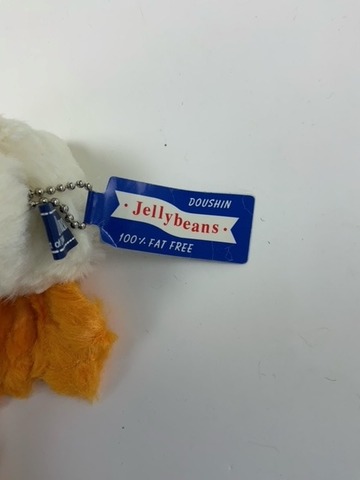 DOUSHIN
• Jellybeans •
100% FAT FREE